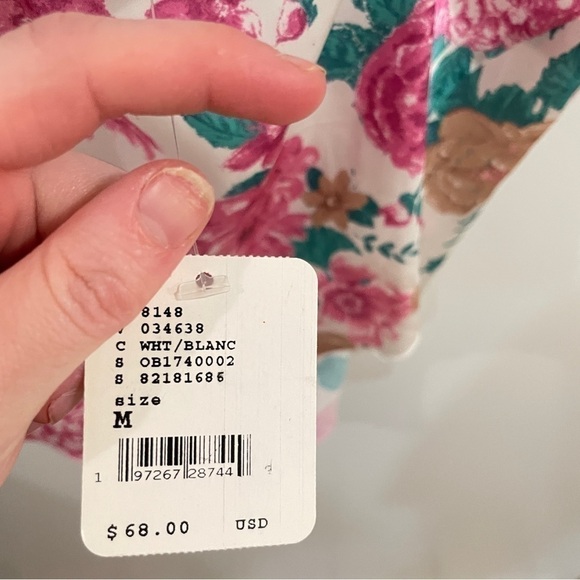 8148
034638
C WHT/BLANC
S OB1740002
S 82181686
size
M
1 97267 28744
$68.00 USD